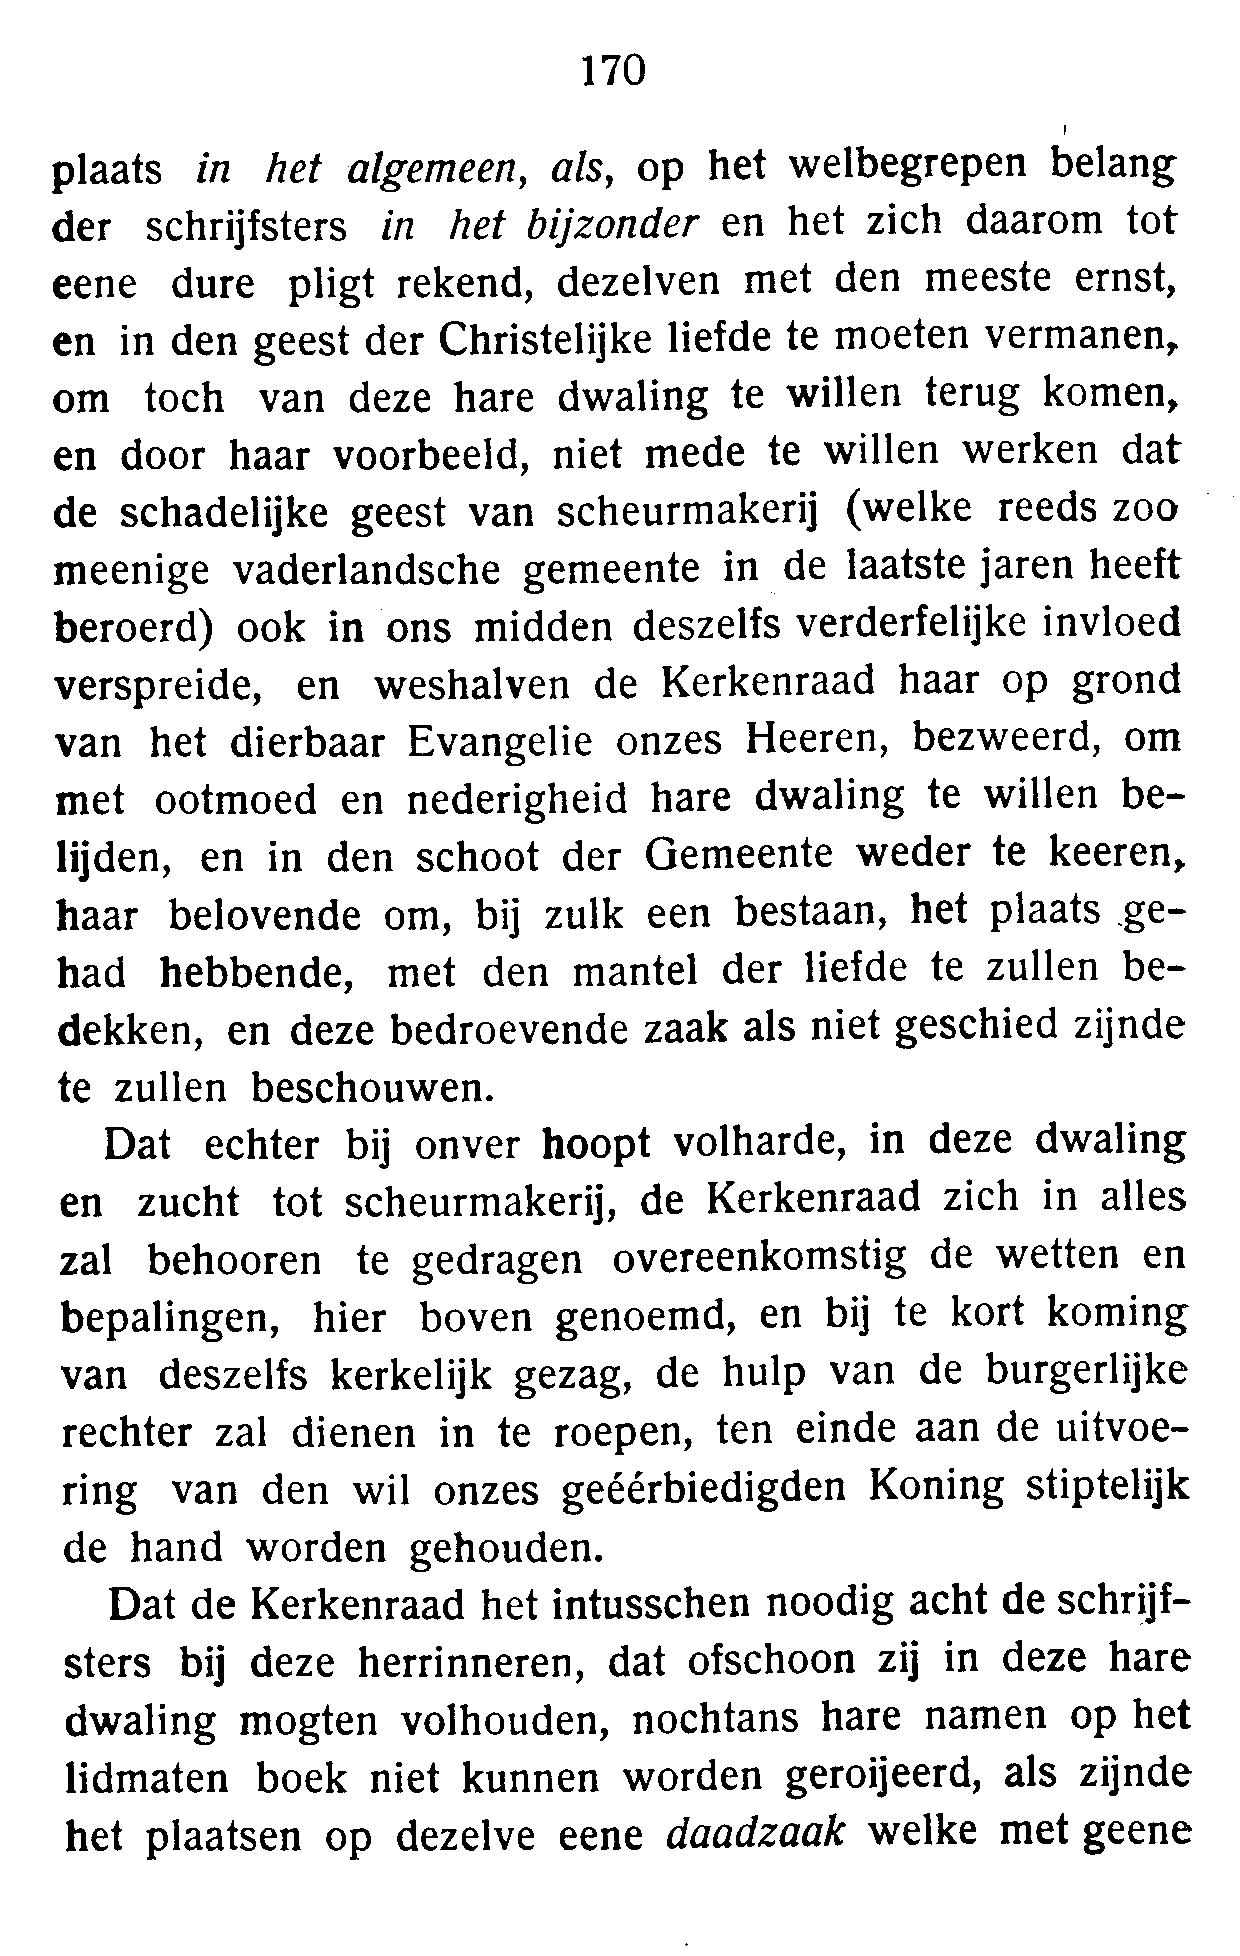 170
plaats in het algemeen, als, op het welbegrepen belang
der schrijfsters in het bijzonder en het zich daarom tot
eene dure pligt rekend, dezelven met den meeste ernst,
en in den geest der Christelijke liefde te moeten vermanen,
om toch van deze hare dwaling te willen terug komen,
en door haar voorbeeld, niet mede te willen werken dat
de schadelijke geest van scheurmakerij (welke reeds zoo
meenige vaderlandsche gemeente in de laatste jaren heeft
beroerd) ook in ons midden deszelfs verderfelijke invloed
verspreide, en weshalven de Kerkenraad haar op grond
van het dierbaar Evangelie onzes Heeren, bezweerd, om
met ootmoed en nederigheid hare dwaling te willen be-
lijden, en in den schoot der Gemeente weder te keeren,
haar belovende om, bij zulk een bestaan, het plaats ge-
had hebbende, met den mantel der liefde te zullen be-
dekken, en deze bedroevende zaak als niet geschied zijnde
te zullen beschouwen.
Dat echter bij onver hoopt volharde, in deze dwaling
en zucht tot scheurmakerij, de Kerkenraad zich in alles
zal behooren te gedragen overeenkomstig de wetten en
bepalingen, hier boven genoemd, en bij te kort koming
van deszelfs kerkelijk gezag, de hulp van de burgerlijke
rechter zal dienen in te roepen, ten einde aan de uitvoe-
ring van den wil onzes geéérbiedigden Koning stiptelijk
de hand worden gehouden.
Dat de Kerkenraad het intusschen noodig acht de schrijf-
sters bij deze herrinneren, dat ofschoon zij in deze hare
dwaling mogten volhouden, nochtans hare namen op het
lidmaten boek niet kunnen worden geroijeerd, als zijnde
het plaatsen op dezelve eene daadzaak welke met geene